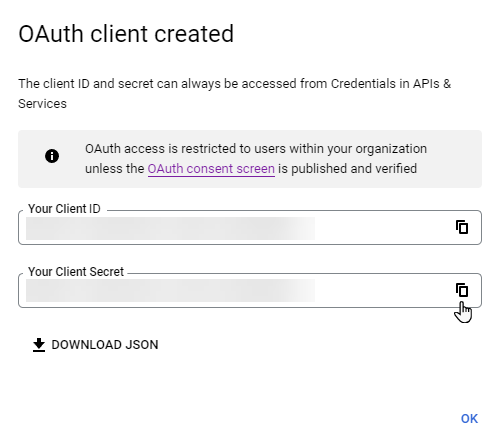 OAuth client created
The client ID and secret can always be accessed from Credentials in APIs &
Services
OAuth access is restricted to users within your organization
unless the OAuth consent screen is published and verified
Your Client ID
Your Client Secret
DOWNLOAD JSON
OK